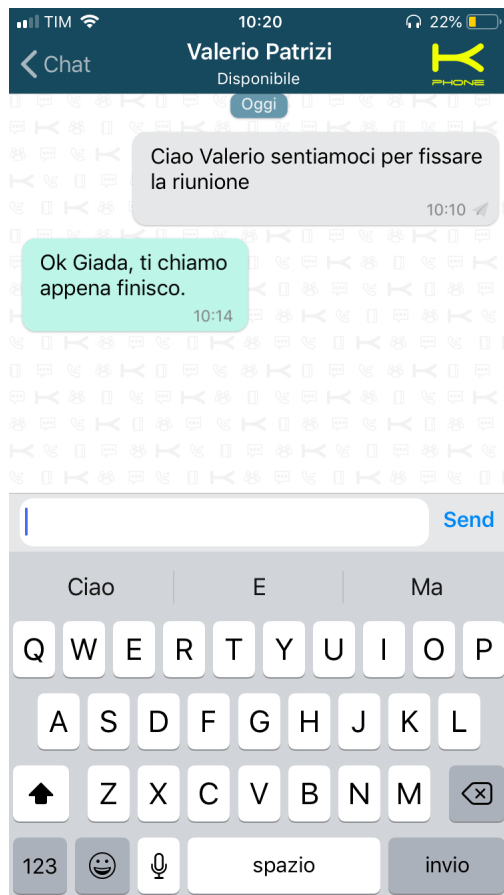 TIM 10:20 22%
Chat Valerio Patrizi
Disponibile
PHONE
Oggi
Ciao Valerio sentiamoci per fissare
la riunione
10:10
Ok Giada, ti chiamo
appena finisco.
10:14
Send
Ciao E Ma
Q W E R T Y U I O P
A S D F G H J K L
Z X C V B N M
123 spazio invio